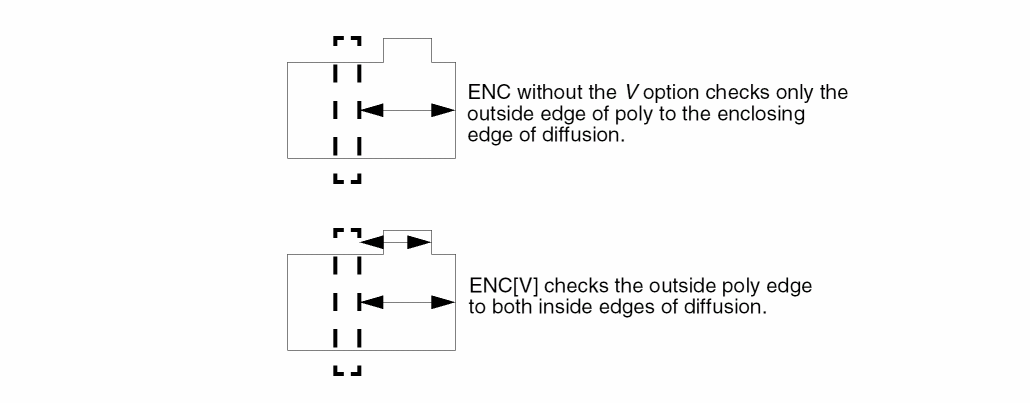 ENC without the V option checks only the
outside edge of poly to the enclosing
edge of diffusion.
ENC[V] checks the outside poly edge
to both inside edges of diffusion.